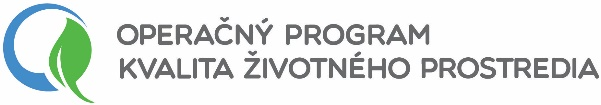 OPERAČNÝ PROGRAM
KVALITA ŽIVOTNÉHO PROSTREDIA